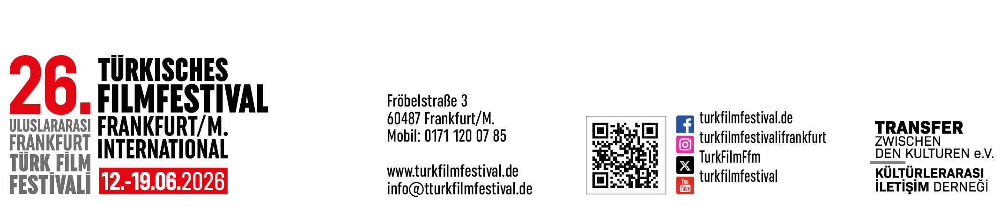 26.
ULUSLARARASI
FRANKFURT
TÜRK FİLM
FESTİVALİ
TÜRKISCHES
FILMFESTIVAL
FRANKFURT/M.
INTERNATIONAL
12.-19.06.2026
Fröbelstraße 3
60487 Frankfurt/M.
Mobil: 0171 120 07 85
www.turkfilmfestival.de
info@tturkfilmfestival.de
turkfilmfestival.de
turkfilmfestivalifrankfurt
TurkFilmFfm
You
Tube
turkfilmfestival
TRANSFER
ZWISCHEN
DEN KULTUREN e.V.
KÜLTÜRLERARASI
İLETİŞİM DERNEĞİ